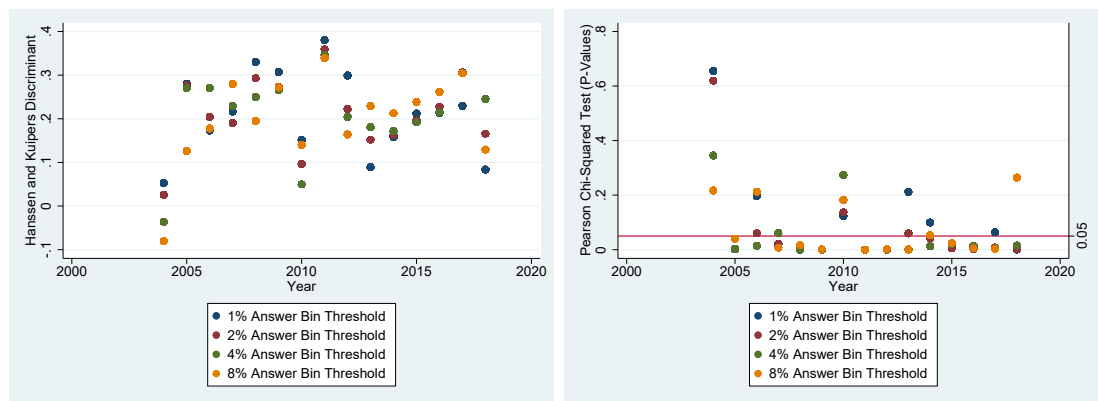 Hanssen and Kuipers Discriminant
.4
.3
.2
.1
0
-.1
2000 2005 2010 2015 2020
Year
1% Answer Bin Threshold
2% Answer Bin Threshold
4% Answer Bin Threshold
8% Answer Bin Threshold
Pearson Chi-Squared Test (P-Values)
.8
.6
.4
.2
0
0.05
2000 2005 2010 2015 2020
Year
1% Answer Bin Threshold
2% Answer Bin Threshold
4% Answer Bin Threshold
8% Answer Bin Threshold